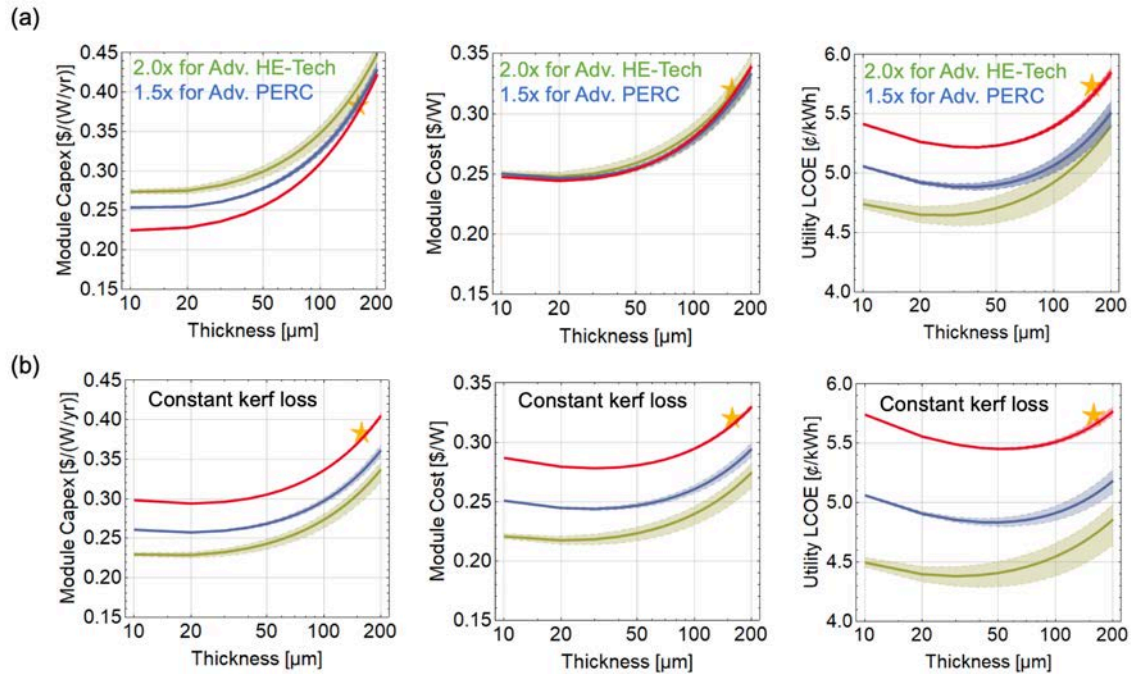 (a)
Module Capex [$/(W/yr)]
0.45
0.40
0.35
0.30
0.25
0.20
0.15
2.0x for Adv. HE-Tech
1.5x for Adv. PERC
10 20 50 100 200
Thickness [µm]
Module Cost [$/W]
0.35
0.30
0.25
0.20
0.15
2.0x for Adv. HE-Tech
1.5x for Adv. PERC
10 20 50 100 200
Thickness [µm]
Utility LCOE [¢/kWh]
6.0
5.5
5.0
4.5
4.0
2.0x for Adv. HE-Tech
1.5x for Adv. PERC
10 20 50 100 200
Thickness [µm]
(b)
Module Capex [$/(W/yr)]
0.45
0.40
0.35
0.30
0.25
0.20
0.15
Constant kerf loss
10 20 50 100 200
Thickness [µm]
Module Cost [$/W]
0.35
0.30
0.25
0.20
0.15
Constant kerf loss
10 20 50 100 200
Thickness [µm]
Utility LCOE [¢/kWh]
6.0
5.5
5.0
4.5
4.0
Constant kerf loss
10 20 50 100 200
Thickness [µm]